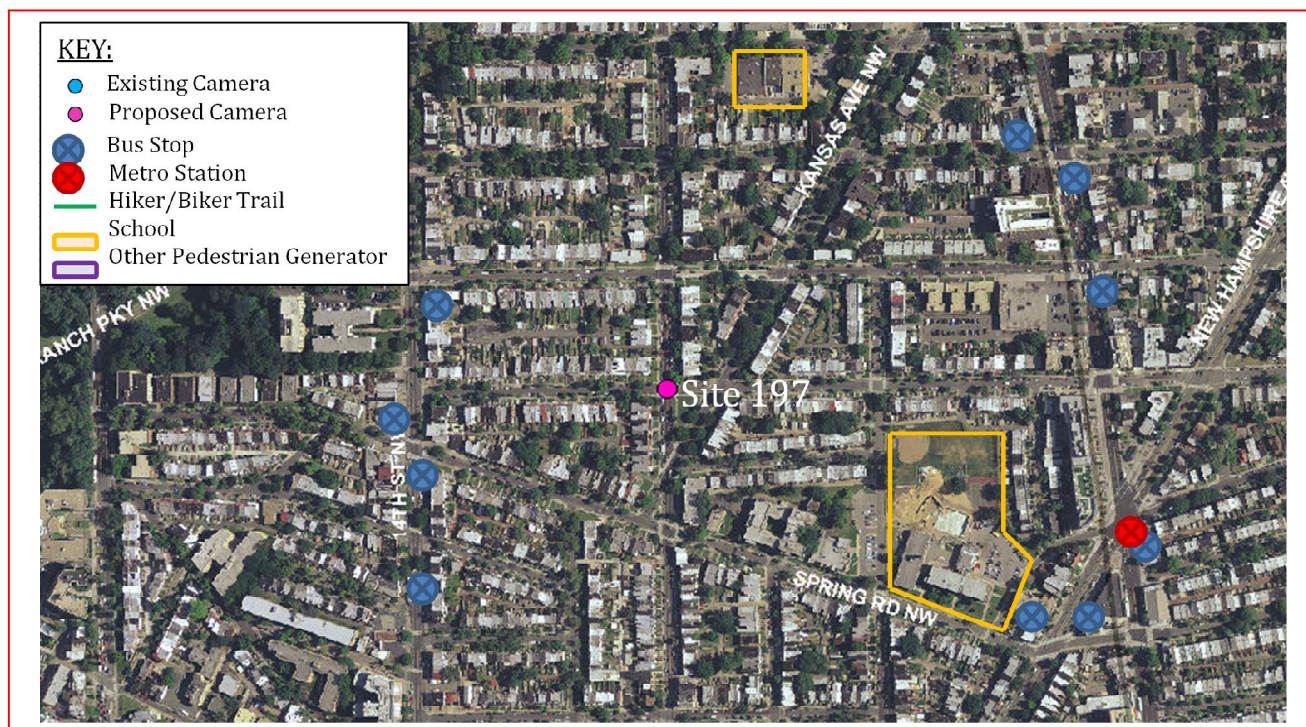 KEY:
Existing Camera
Proposed Camera
Bus Stop
Metro Station
Hiker/Biker Trail
School
Other Pedestrian Generator
KANSAS AVE NW
NEW HAMPSHIRE
ANCH PKY NW
Site 197
14TH ST NW
SPRING RD NW